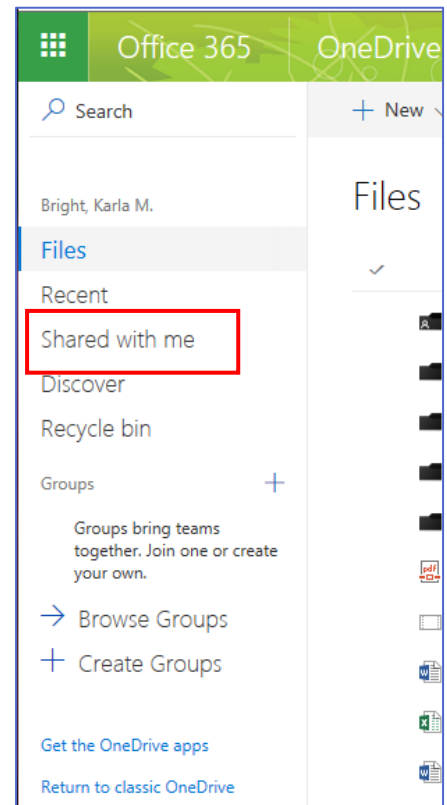 Office 365
OneDrive
Search
+ New
Bright, Karla M.
Files
Files
Recent
Shared with me
Discover
Recycle bin
Groups +
Groups bring teams
together. Join one or create
your own.
→ Browse Groups
+ Create Groups
Get the OneDrive apps
Return to classic OneDrive
pdf